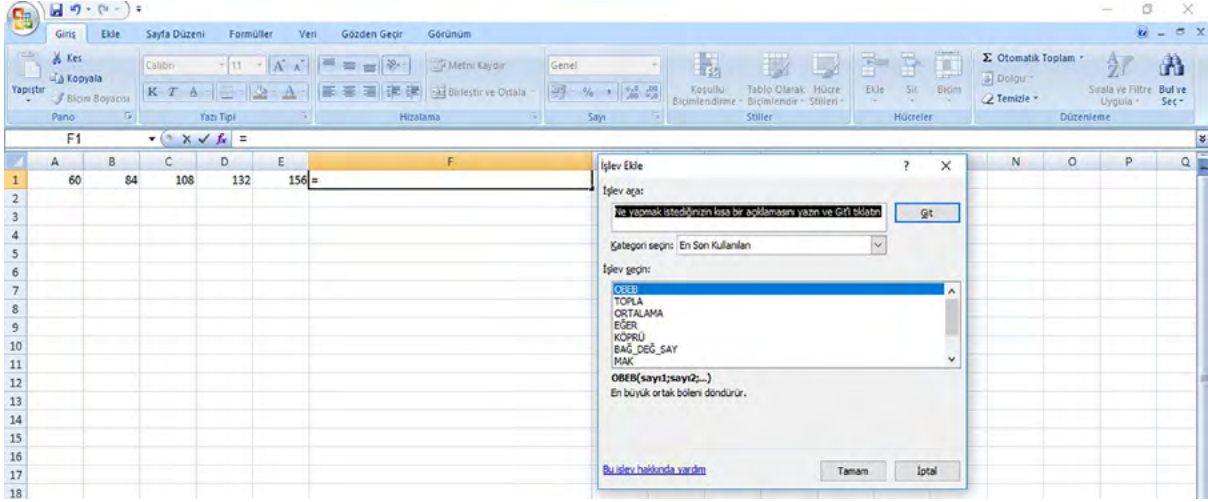 Giriş Ekle Sayfa Düzeni Formüller Veri Gözden Geçir Görünüm
Yapıştır
Kes
Kopyala
Biçim Boyacısı
Pano
Calibri 11
K T A
Yazı Tipi
Metni Kaydır
Birleştir ve Ortala
Hizalama
Genel
%
Sayı
Koşullu Biçimlendirme
Tablo Olarak Biçimlendir
Hücre Stilleri
Stiller
Ekle Sil Biçim
Hücreler
Σ Otomatik Toplam
Dolgu
Temizle
Sırala ve Filtre Uygula
Bul ve Seç
Düzenleme
F1 fx =
A B C D E F N O P Q
1 60 84 108 132 156 =
2
3
4
5
6
7
8
9
10
11
12
13
14
15
16
17
18
İşlev Ekle ? X
İşlev ara:
Ne yapmak istediğinizin kısa bir açıklamasını yazın ve Git'i tıklatın
Git
Kategori seçin: En Son Kullanılan
İşlev seçin:
OBEB
TOPLA
ORTALAMA
EĞER
KÖPRÜ
BAĞ_DEĞ_SAY
MAK
OBEB(sayı1;sayı2;...)
En büyük ortak böleni döndürür.
Bu işlev hakkında yardım
Tamam İptal